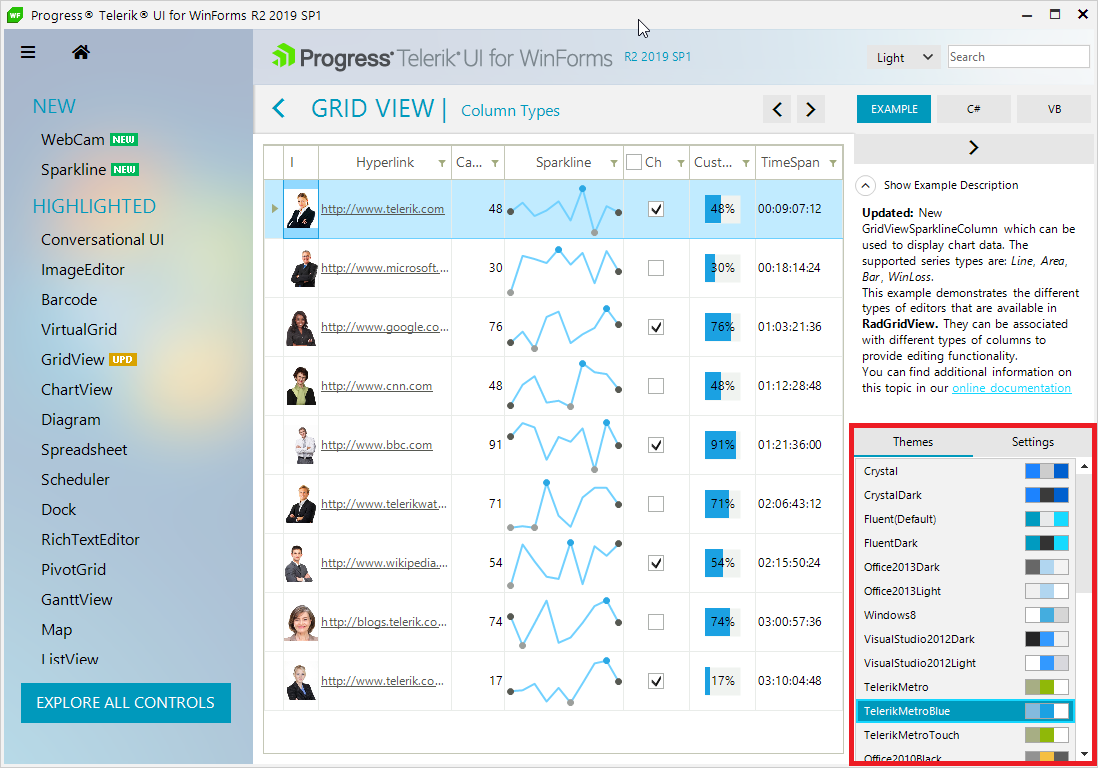 Progress® Telerik® UI for WinForms R2 2019 SP1
Progress® Telerik® UI for WinForms R2 2019 SP1
Light
Search
NEW
WebCam NEW
Sparkline NEW
HIGHLIGHTED
Conversational UI
ImageEditor
Barcode
VirtualGrid
GridView UPD
ChartView
Diagram
Spreadsheet
Scheduler
Dock
RichTextEditor
PivotGrid
GanttView
Map
ListView
EXPLORE ALL CONTROLS
GRID VIEW | Column Types
I Hyperlink Ca... Sparkline Ch Cust... TimeSpan
http://www.telerik.com 48 48% 00:09:07:12
http://www.microsoft.... 30 30% 00:18:14:24
http://www.google.co... 76 76% 01:03:21:36
http://www.cnn.com 48 48% 01:12:28:48
http://www.bbc.com 91 91% 01:21:36:00
http://www.telerikwat... 71 71% 02:06:43:12
http://www.wikipedia.... 54 54% 02:15:50:24
http://blogs.telerik.co... 74 74% 03:00:57:36
http://www.telerik.co... 17 17% 03:10:04:48
EXAMPLE C# VB
Show Example Description
Updated: New
GridViewSparklineColumn which can be
used to display chart data. The
supported series types are: Line, Area,
Bar, WinLoss.
This example demonstrates the different
types of editors that are available in
RadGridView. They can be associated
with different types of columns to
provide editing functionality.
You can find additional information on
this topic in our online documentation
Themes Settings
Crystal
CrystalDark
Fluent(Default)
FluentDark
Office2013Dark
Office2013Light
Windows8
VisualStudio2012Dark
VisualStudio2012Light
TelerikMetro
TelerikMetroBlue
TelerikMetroTouch
Office2010Black